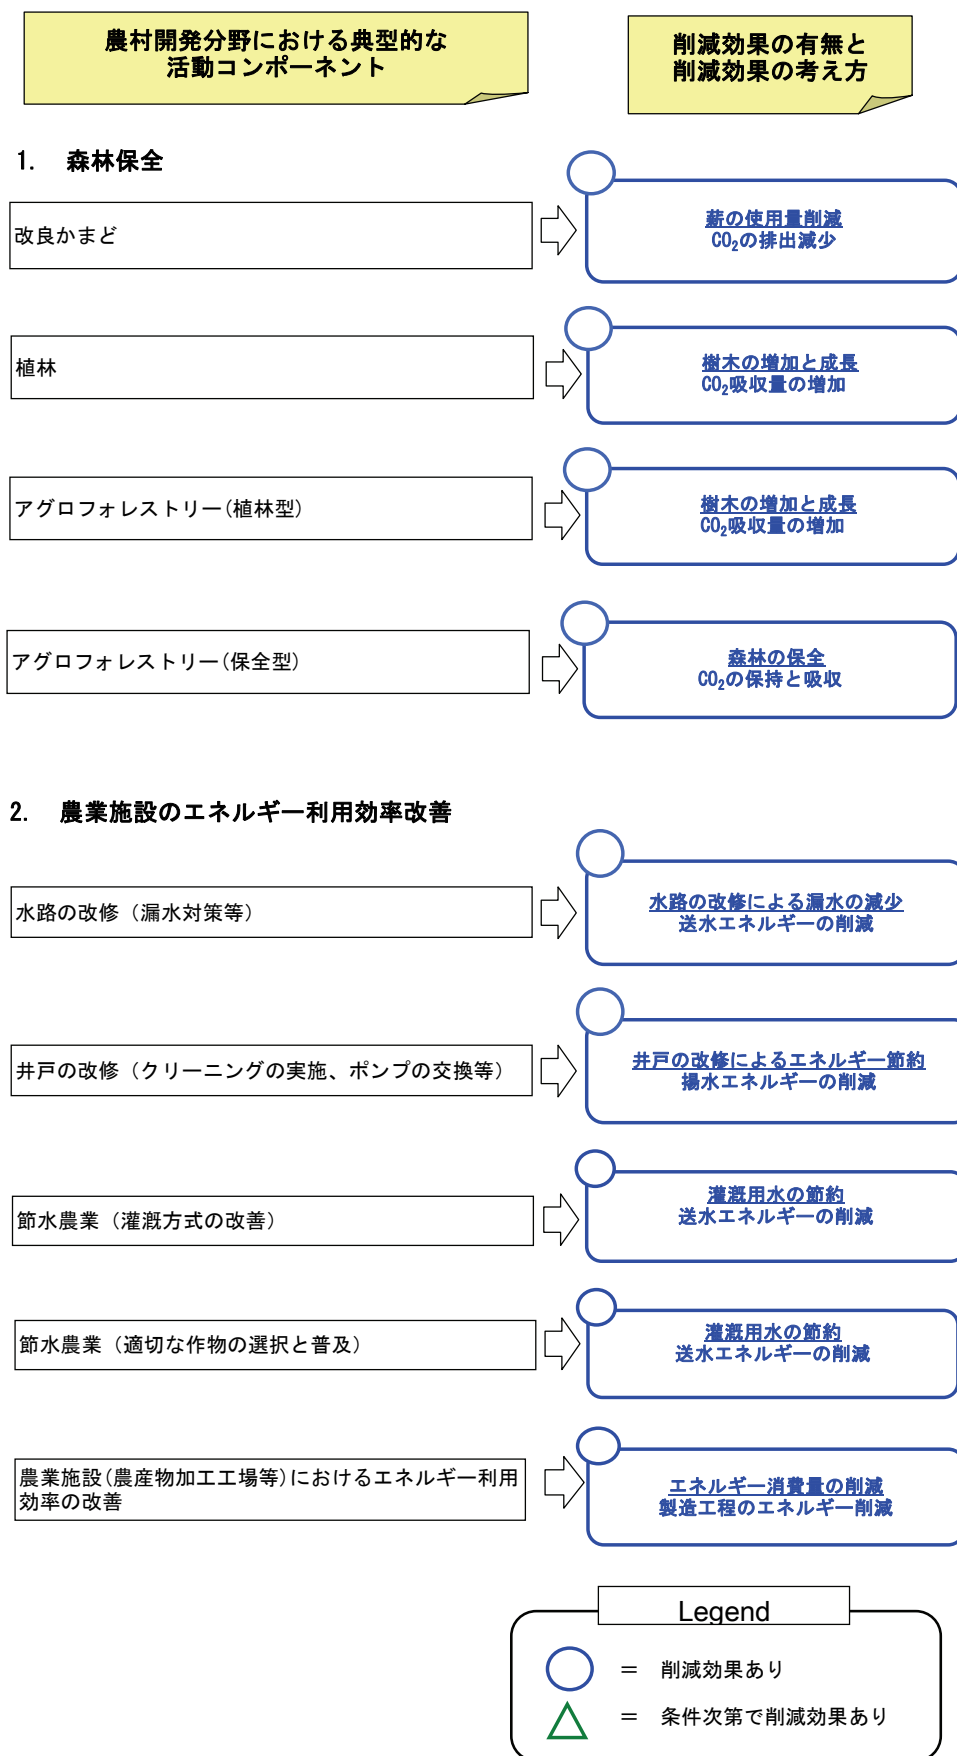 農村開発分野における典型的な
活動コンポーネント
削減効果の有無と
削減効果の考え方
1. 森林保全
改良かまど
薪の使用量削減
CO₂の排出減少
植林
樹木の増加と成長
CO₂吸収量の増加
アグロフォレストリー(植林型)
樹木の増加と成長
CO₂吸収量の増加
アグロフォレストリー(保全型)
森林の保全
CO₂の保持と吸収
2. 農業施設のエネルギー利用効率改善
水路の改修（漏水対策等）
水路の改修による漏水の減少
送水エネルギーの削減
井戸の改修（クリーニングの実施、ポンプの交換等）
井戸の改修によるエネルギー節約
揚水エネルギーの削減
節水農業（灌漑方式の改善）
灌漑用水の節約
送水エネルギーの削減
節水農業（適切な作物の選択と普及）
灌漑用水の節約
送水エネルギーの削減
農業施設(農産物加工工場等)におけるエネルギー利用
効率の改善
エネルギー消費量の削減
製造工程のエネルギー削減
Legend
＝ 削減効果あり
＝ 条件次第で削減効果あり